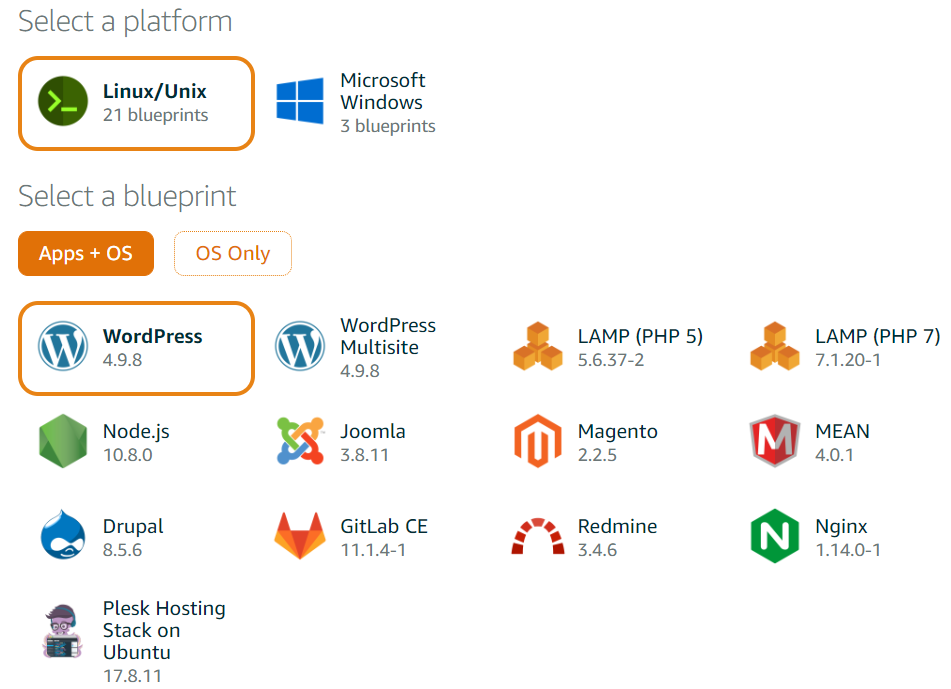 Select a platform
Linux/Unix
21 blueprints
Microsoft
Windows
3 blueprints
Select a blueprint
Apps + OS
OS Only
WordPress
4.9.8
WordPress
Multisite
4.9.8
LAMP (PHP 5)
5.6.37-2
LAMP (PHP 7)
7.1.20-1
Node.js
10.8.0
Joomla
3.8.11
Magento
2.2.5
MEAN
4.0.1
Drupal
8.5.6
GitLab CE
11.1.4-1
Redmine
3.4.6
Nginx
1.14.0-1
Plesk Hosting
Stack on
Ubuntu
17.8.11